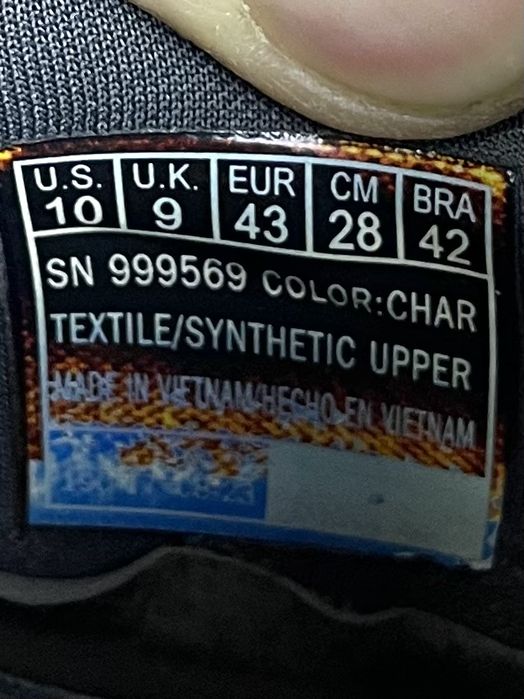 U.S. U.K. EUR CM BRA
10 9 43 28 42
SN 999569 COLOR:CHAR
TEXTILE/SYNTHETIC UPPER
MADE IN VIETNAM/HECHO EN VIETNAM